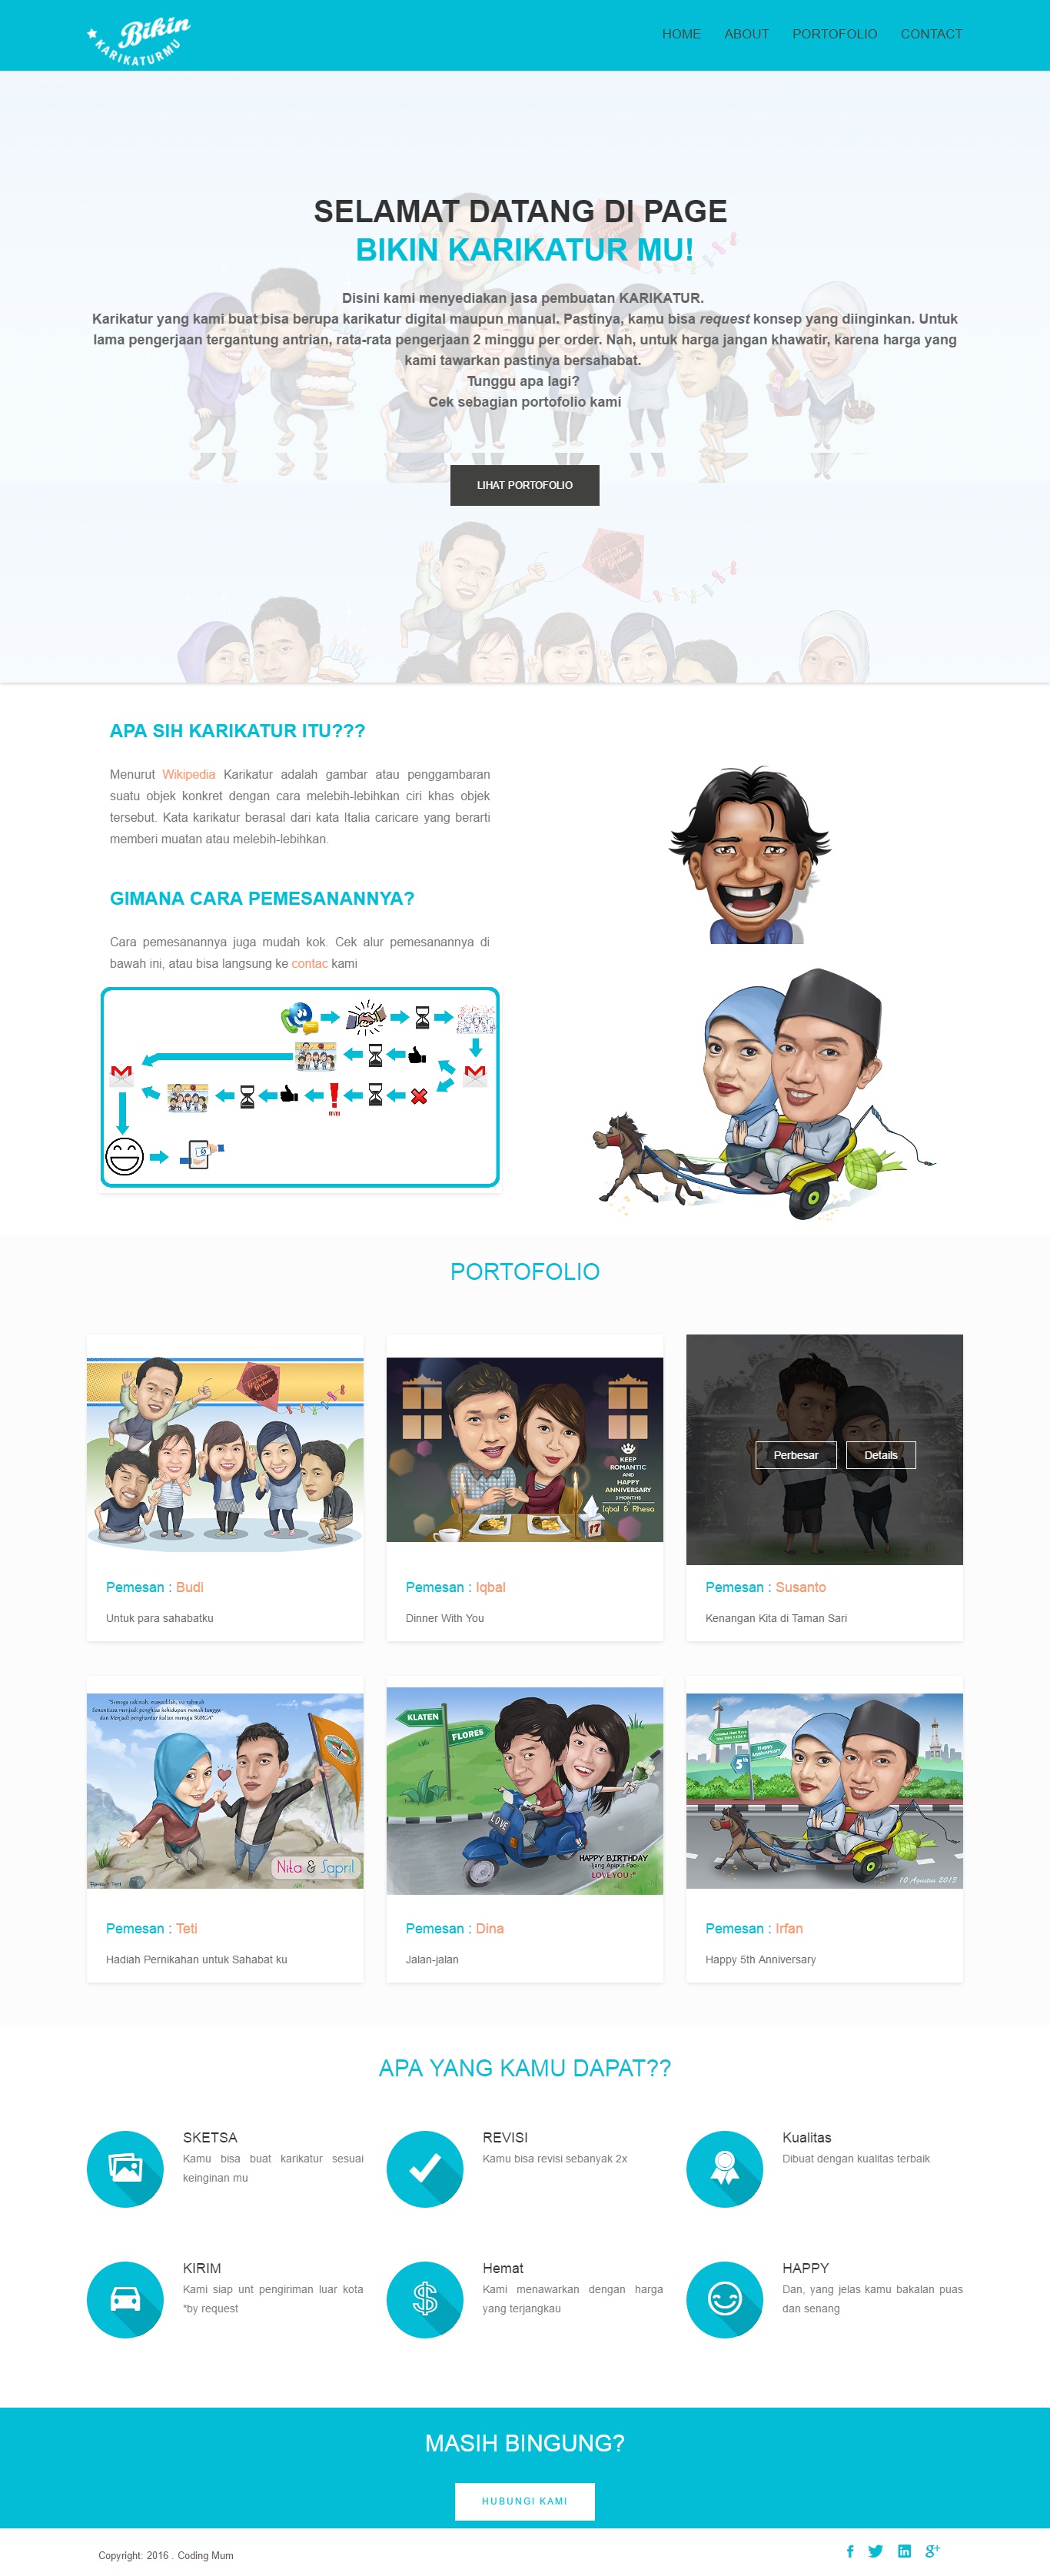 Bikin
KARIKATURMU
HOME ABOUT PORTOFOLIO CONTACT
SELAMAT DATANG DI PAGE
BIKIN KARIKATUR MU!
Disini kami menyediakan jasa pembuatan KARIKATUR.
Karikatur yang kami buat bisa berupa karikatur digital maupun manual. Pastinya, kamu bisa request konsep yang diinginkan. Untuk
lama pengerjaan tergantung antrian, rata-rata pengerjaan 2 minggu per order. Nah, untuk harga jangan khawatir, karena harga yang
kami tawarkan pastinya bersahabat.
Tunggu apa lagi?
Cek sebagian portofolio kami
LIHAT PORTOFOLIO
APA SIH KARIKATUR ITU???
Menurut Wikipedia Karikatur adalah gambar atau penggambaran
suatu objek konkret dengan cara melebih-lebihkan ciri khas objek
tersebut. Kata karikatur berasal dari kata Italia caricare yang berarti
memberi muatan atau melebih-lebihkan.
GIMANA CARA PEMESANANNYA?
Cara pemesanannya juga mudah kok. Cek alur pemesanannya di
bawah ini, atau bisa langsung ke contac kami
PORTOFOLIO
KEEP
ROMANTIC
AND
HAPPY
ANNIVERSARY
3 MONTHS
Iqbal & Rhesa
17
Perbesar Details
Pemesan : Budi
Untuk para sahabatku
Pemesan : Iqbal
Dinner With You
Pemesan : Susanto
Kenangan Kita di Taman Sari
Nita & Sapril
KLATEN
FLORES
LOVE
HAPPY BIRTHDAY
LOVE YOU :*
Happy
Anniversary
5th
10 Agustus 2013
Pemesan : Teti
Hadiah Pernikahan untuk Sahabat ku
Pemesan : Dina
Jalan-jalan
Pemesan : Irfan
Happy 5th Anniversary
APA YANG KAMU DAPAT??
SKETSA
Kamu bisa buat karikatur sesuai
keinginan mu
REVISI
Kamu bisa revisi sebanyak 2x
Kualitas
Dibuat dengan kualitas terbaik
KIRIM
Kami siap unt pengiriman luar kota
*by request
Hemat
Kami menawarkan dengan harga
yang terjangkau
HAPPY
Dan, yang jelas kamu bakalan puas
dan senang
MASIH BINGUNG?
HUBUNGI KAMI
Copyright: 2016 . Coding Mum